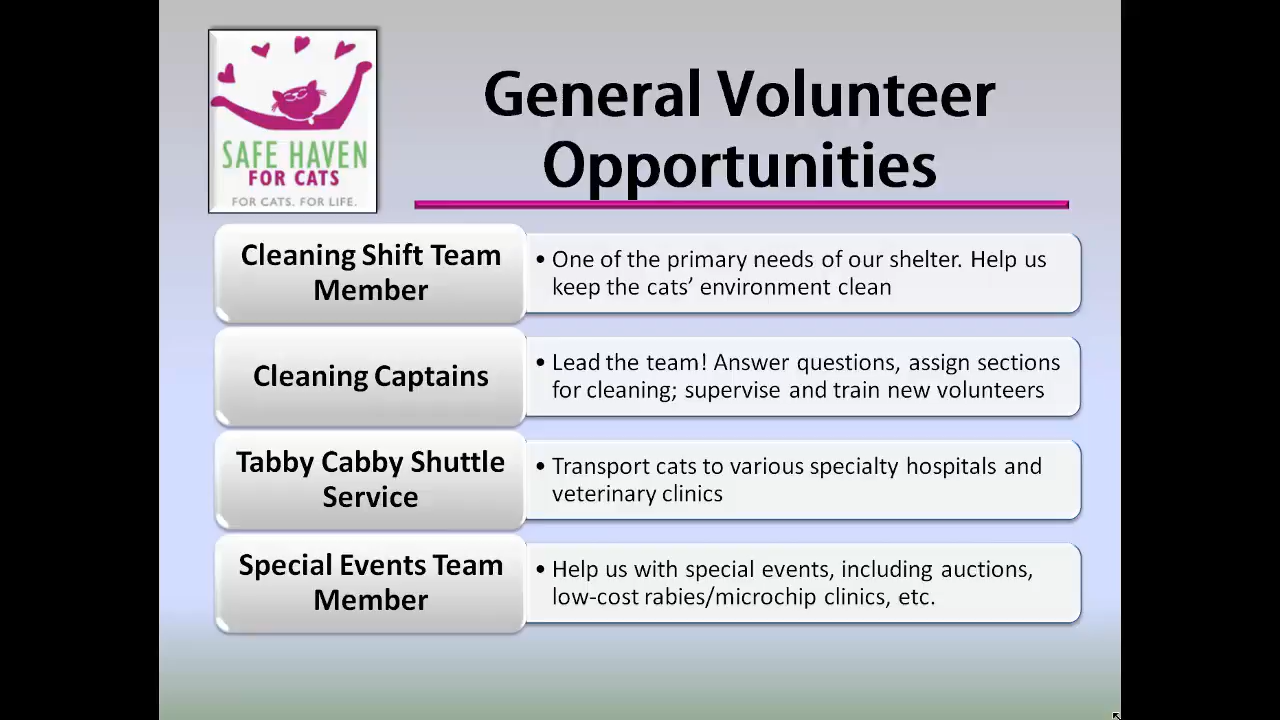 General Volunteer
Opportunities
SAFE HAVEN
FOR CATS
FOR CATS. FOR LIFE.
Cleaning Shift Team
Member
• One of the primary needs of our shelter. Help us
keep the cats’ environment clean
Cleaning Captains
• Lead the team! Answer questions, assign sections
for cleaning; supervise and train new volunteers
Tabby Cabby Shuttle
Service
• Transport cats to various specialty hospitals and
veterinary clinics
Special Events Team
Member
• Help us with special events, including auctions,
low-cost rabies/microchip clinics, etc.